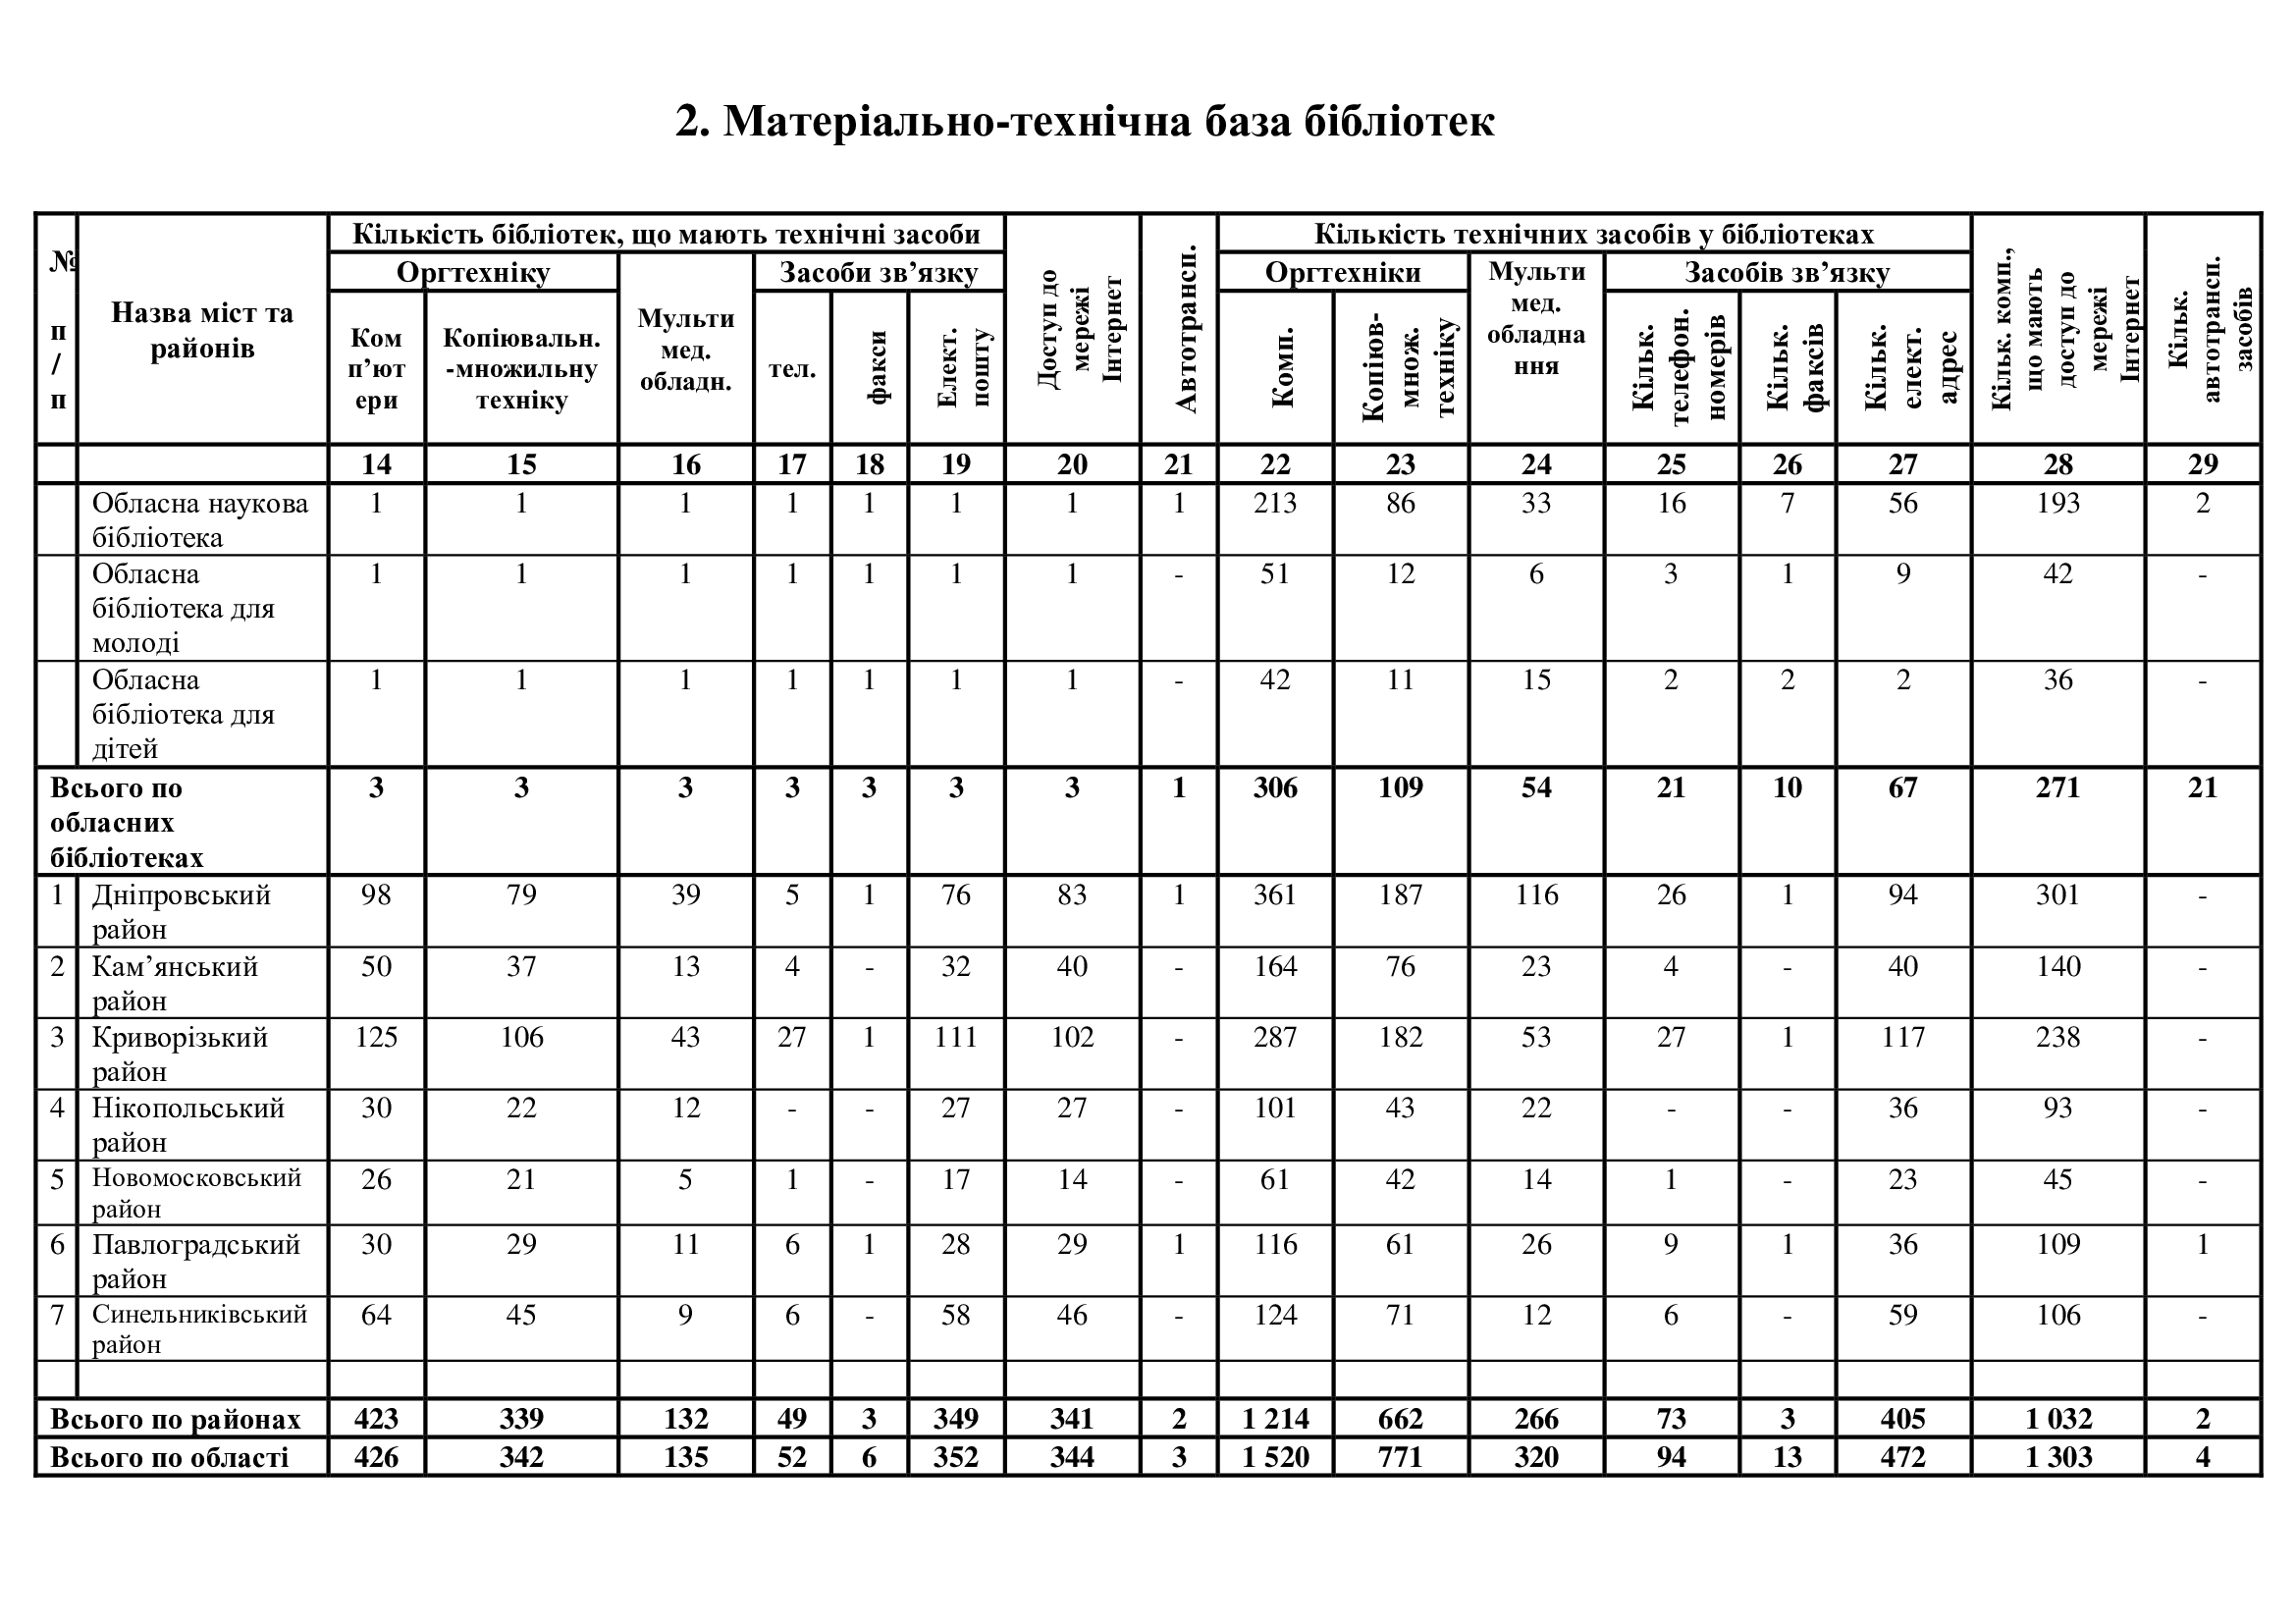 2. Матеріально-технічна база бібліотек
№ п / п
Назва міст та районів
Кількість бібліотек, що мають технічні засоби
Доступ до мережі Інтернет
Автотрансп.
Кількість технічних засобів у бібліотеках
Кільк. комп., що мають доступ до мережі Інтернет
Кільк. автотрансп. засобів
Оргтехніку
Мульти мед. обладн.
Засоби зв’язку
Оргтехніки
Мульти мед. обладна ння
Засобів зв’язку
Ком п’ют ери
Копіювальн. -множильну техніку
тел.
факси
Елект. пошту
Комп.
Копіюв- множ. техніку
Кільк. телефон. номерів
Кільк. факсів
Кільк. елект. адрес
14 15 16 17 18 19 20 21 22 23 24 25 26 27 28 29
Обласна наукова 1 1 1 1 1 1 1 1 213 86 33 16 7 56 193 2
бібліотека
Обласна 1 1 1 1 1 1 1 - 51 12 6 3 1 9 42 -
бібліотека для
молоді
Обласна 1 1 1 1 1 1 1 - 42 11 15 2 2 2 36 -
бібліотека для
дітей
Всього по 3 3 3 3 3 3 3 1 306 109 54 21 10 67 271 21
обласних
бібліотеках
1 Дніпровський 98 79 39 5 1 76 83 1 361 187 116 26 1 94 301 -
район
2 Кам’янський 50 37 13 4 - 32 40 - 164 76 23 4 - 40 140 -
район
3 Криворізький 125 106 43 27 1 111 102 - 287 182 53 27 1 117 238 -
район
4 Нікопольський 30 22 12 - - 27 27 - 101 43 22 - - 36 93 -
район
5 Новомосковський 26 21 5 1 - 17 14 - 61 42 14 1 - 23 45 -
район
6 Павлоградський 30 29 11 6 1 28 29 1 116 61 26 9 1 36 109 1
район
7 Синельниківський 64 45 9 6 - 58 46 - 124 71 12 6 - 59 106 -
район
Всього по районах 423 339 132 49 3 349 341 2 1 214 662 266 73 3 405 1 032 2
Всього по області 426 342 135 52 6 352 344 3 1 520 771 320 94 13 472 1 303 4